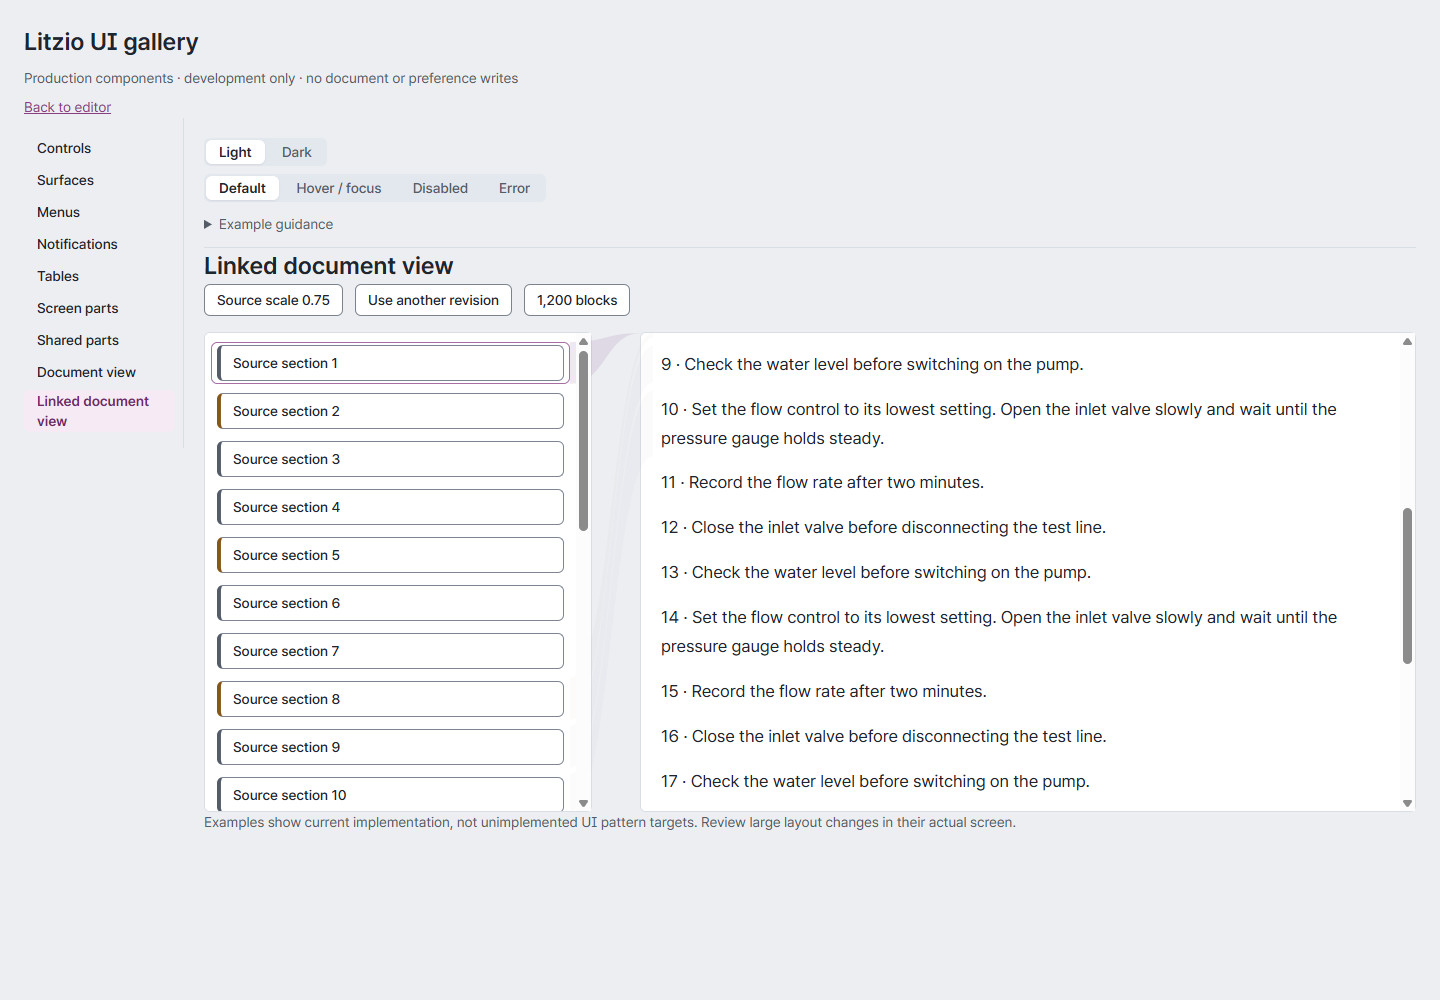 Litzio UI gallery
Production components · development only · no document or preference writes
Back to editor
Controls
Surfaces
Menus
Notifications
Tables
Screen parts
Shared parts
Document view
Linked document
view
Light Dark
Default Hover / focus Disabled Error
Example guidance
Linked document view
Source scale 0.75 Use another revision 1,200 blocks
Source section 1
Source section 2
Source section 3
Source section 4
Source section 5
Source section 6
Source section 7
Source section 8
Source section 9
Source section 10
9 · Check the water level before switching on the pump.
10 · Set the flow control to its lowest setting. Open the inlet valve slowly and wait until the
pressure gauge holds steady.
11 · Record the flow rate after two minutes.
12 · Close the inlet valve before disconnecting the test line.
13 · Check the water level before switching on the pump.
14 · Set the flow control to its lowest setting. Open the inlet valve slowly and wait until the
pressure gauge holds steady.
15 · Record the flow rate after two minutes.
16 · Close the inlet valve before disconnecting the test line.
17 · Check the water level before switching on the pump.
Examples show current implementation, not unimplemented UI pattern targets. Review large layout changes in their actual screen.